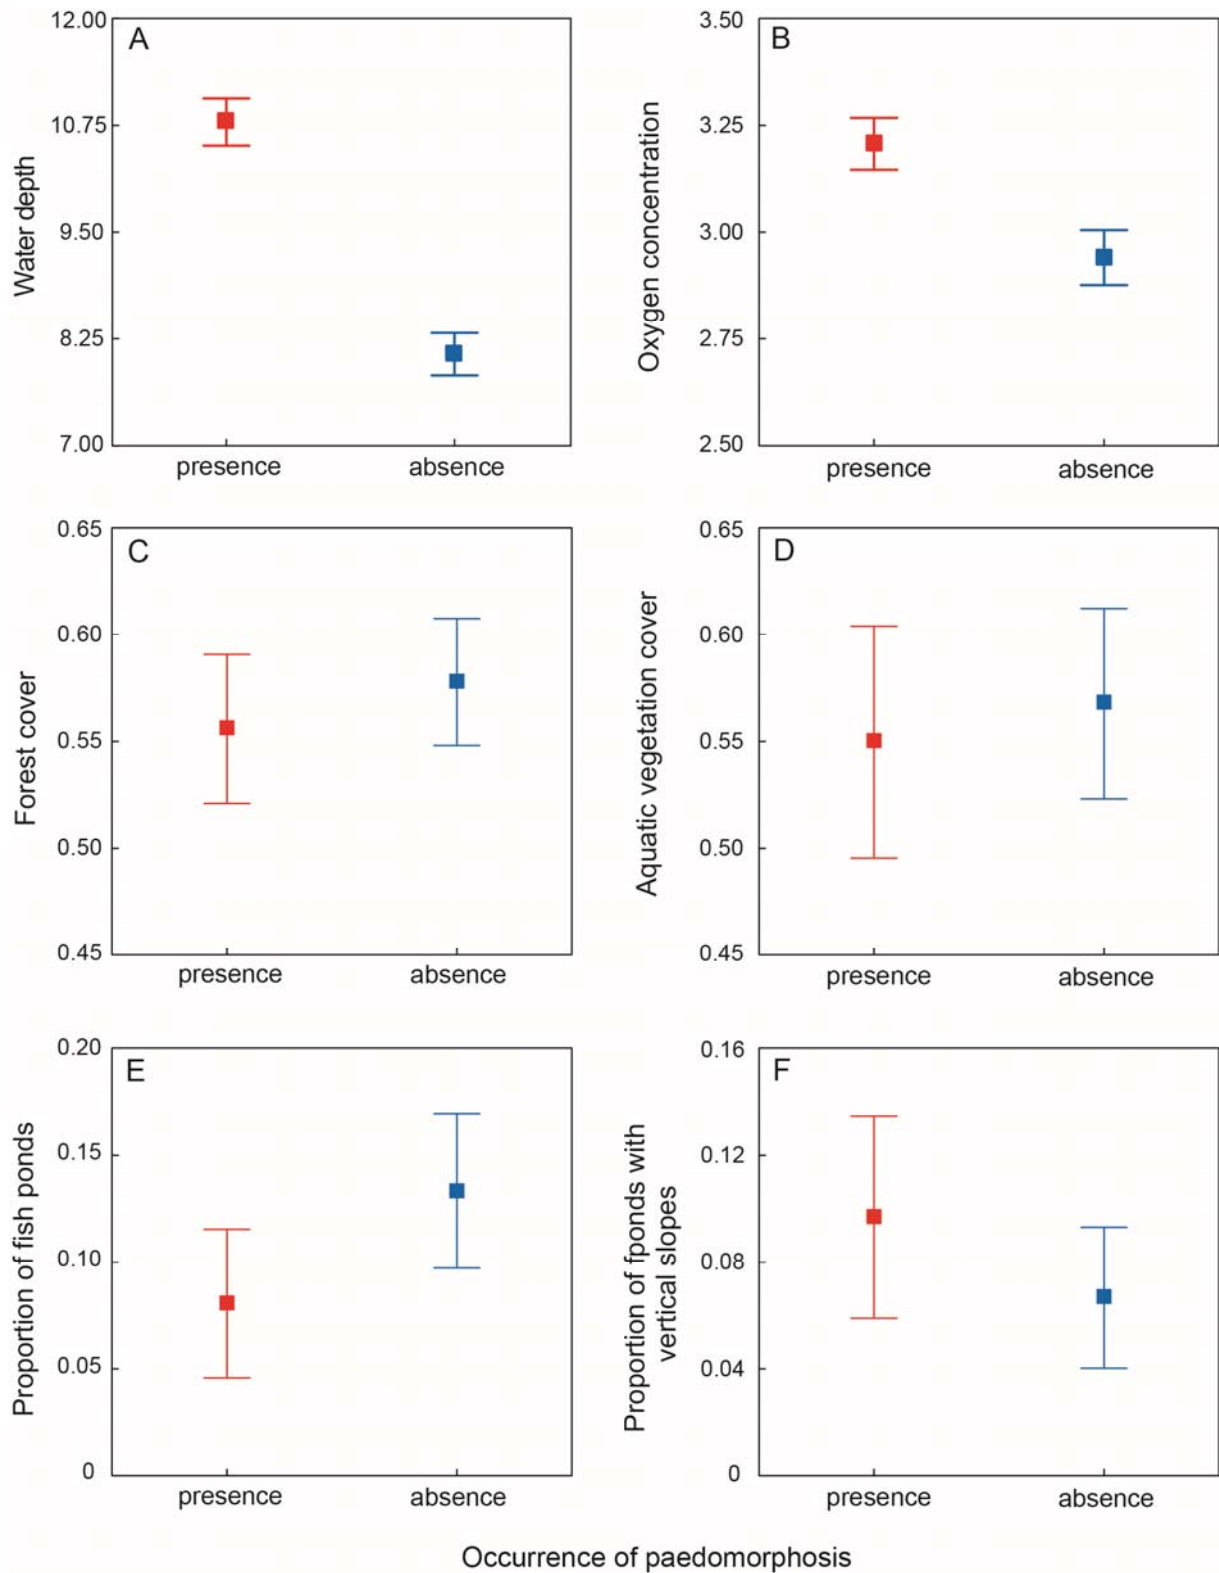 A
Water depth
12.00
10.75
9.50
8.25
7.00
presence
absence
B
Oxygen concentration
3.50
3.25
3.00
2.75
2.50
presence
absence
C
Forest cover
0.65
0.60
0.55
0.50
0.45
presence
absence
D
Aquatic vegetation cover
0.65
0.60
0.55
0.50
0.45
presence
absence
E
Proportion of fish ponds
0.20
0.15
0.10
0.05
0
presence
absence
F
Proportion of fponds with
vertical slopes
0.16
0.12
0.08
0.04
0
presence
absence
Occurrence of paedomorphosis